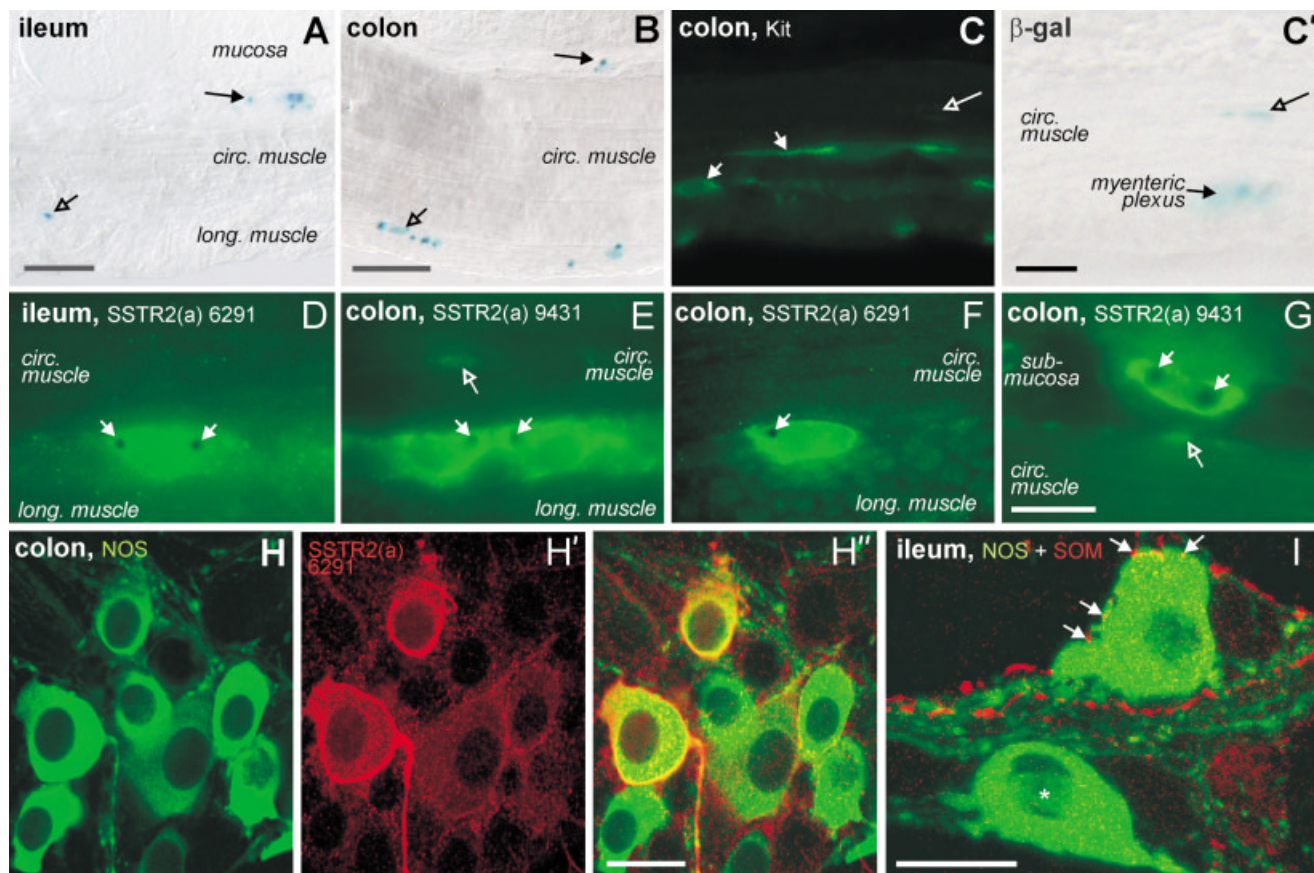 ileum A
mucosa
circ. muscle
long. muscle
colon B
circ. muscle
colon, Kit C
β-gal C'
circ.
muscle
myenteric
plexus
ileum, SSTR2(a) 6291 D
circ.
muscle
long. muscle
colon, SSTR2(a) 9431 E
circ.
muscle
long. muscle
colon, SSTR2(a) 6291 F
circ.
muscle
long. muscle
colon, SSTR2(a) 9431 G
sub-
mucosa
circ.
muscle
colon, NOS H
SSTR2(a) H'
6291
H"
ileum, NOS + SOM I
*